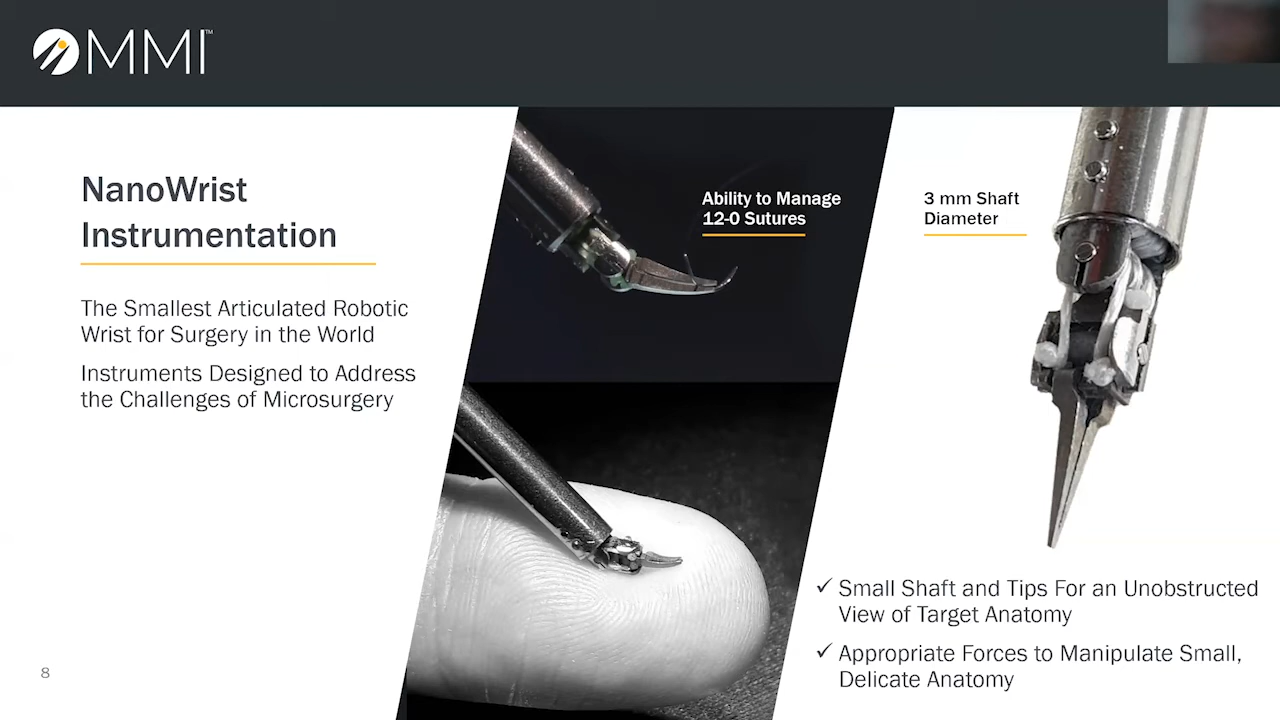 MMI™
NanoWrist
Instrumentation
The Smallest Articulated Robotic
Wrist for Surgery in the World
Instruments Designed to Address
the Challenges of Microsurgery
Ability to Manage
12-0 Sutures
3 mm Shaft
Diameter
✓ Small Shaft and Tips For an Unobstructed
View of Target Anatomy
✓ Appropriate Forces to Manipulate Small,
Delicate Anatomy
8